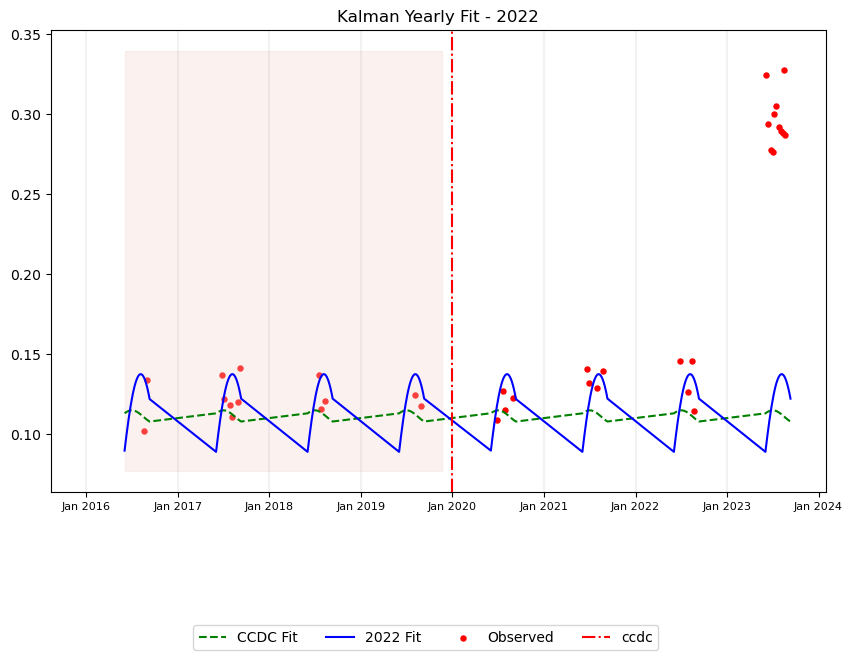 Kalman Yearly Fit - 2022
0.35
0.30
0.25
0.20
0.15
0.10
Jan 2016 Jan 2017 Jan 2018 Jan 2019 Jan 2020 Jan 2021 Jan 2022 Jan 2023 Jan 2024
CCDC Fit 2022 Fit Observed ccdc